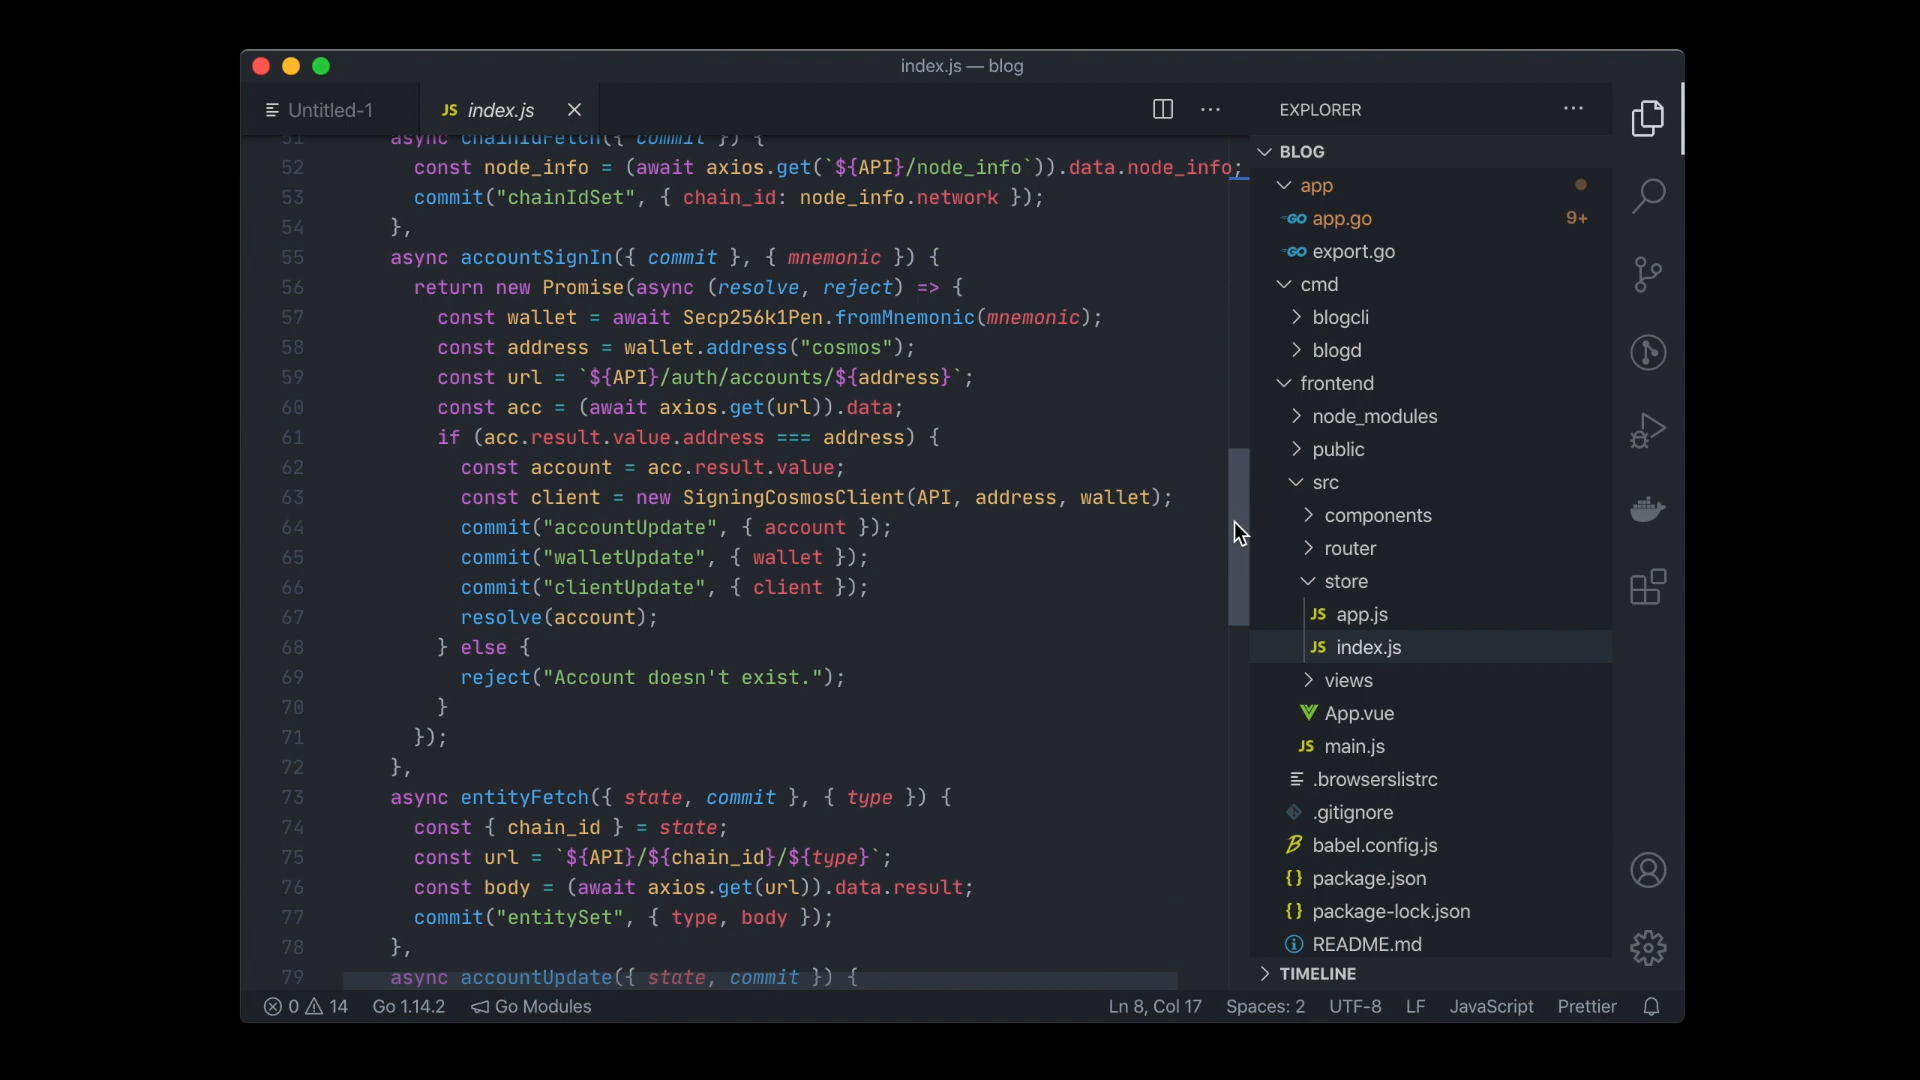 index.js — blog
Untitled-1
JS index.js
EXPLORER
51 async chainIdFetch({ commit }) {
52 const node_info = (await axios.get(`${API}/node_info`)).data.node_info;
53 commit("chainIdSet", { chain_id: node_info.network });
54 },
55 async accountSignIn({ commit }, { mnemonic }) {
56 return new Promise(async (resolve, reject) => {
57 const wallet = await Secp256k1Pen.fromMnemonic(mnemonic);
58 const address = wallet.address("cosmos");
59 const url = `${API}/auth/accounts/${address}`;
60 const acc = (await axios.get(url)).data;
61 if (acc.result.value.address === address) {
62 const account = acc.result.value;
63 const client = new SigningCosmosClient(API, address, wallet);
64 commit("accountUpdate", { account });
65 commit("walletUpdate", { wallet });
66 commit("clientUpdate", { client });
67 resolve(account);
68 } else {
69 reject("Account doesn't exist.");
70 }
71 });
72 },
73 async entityFetch({ state, commit }, { type }) {
74 const { chain_id } = state;
75 const url = `${API}/${chain_id}/${type}`;
76 const body = (await axios.get(url)).data.result;
77 commit("entitySet", { type, body });
78 },
79 async accountUpdate({ state, commit }) {
BLOG
app
GO app.go 9+
GO export.go
cmd
blogcli
blogd
frontend
node_modules
public
src
components
router
store
JS app.js
JS index.js
views
App.vue
JS main.js
.browserslistrc
.gitignore
babel.config.js
{} package.json
{} package-lock.json
README.md
TIMELINE
0 14 Go 1.14.2 Go Modules
Ln 8, Col 17 Spaces: 2 UTF-8 LF JavaScript Prettier